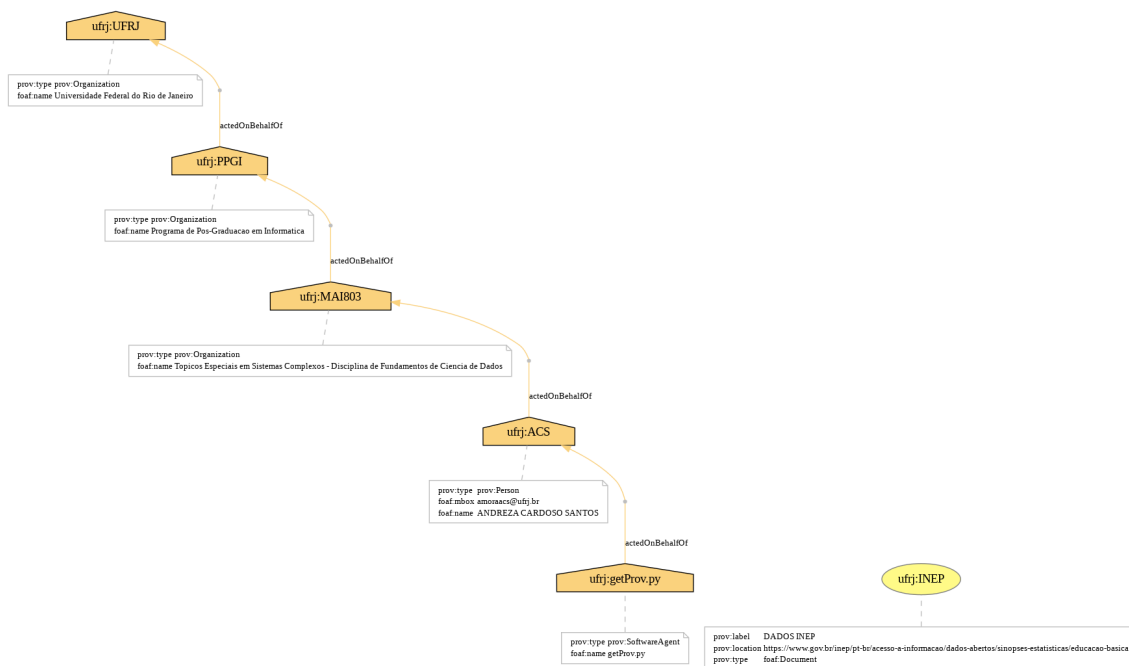 ufrj:UFRJ
prov:type prov:Organization
foaf:name Universidade Federal do Rio de Janeiro
actedOnBehalfOf
ufrj:PPGI
prov:type prov:Organization
foaf:name Programa de Pos-Graduacao em Informatica
actedOnBehalfOf
ufrj:MAI803
prov:type prov:Organization
foaf:name Topicos Especiais em Sistemas Complexos - Disciplina de Fundamentos de Ciencia de Dados
actedOnBehalfOf
ufrj:ACS
prov:type prov:Person
foaf:mbox amoraacs@ufrj.br
foaf:name ANDREZA CARDOSO SANTOS
actedOnBehalfOf
ufrj:getProv.py
ufrj:INEP
prov:type prov:SoftwareAgent
foaf:name getProv.py
prov:label DADOS INEP
prov:location https://www.gov.br/inep/pt-br/acesso-a-informacao/dados-abertos/sinopses-estatisticas/educacao-basica
prov:type foaf:Document